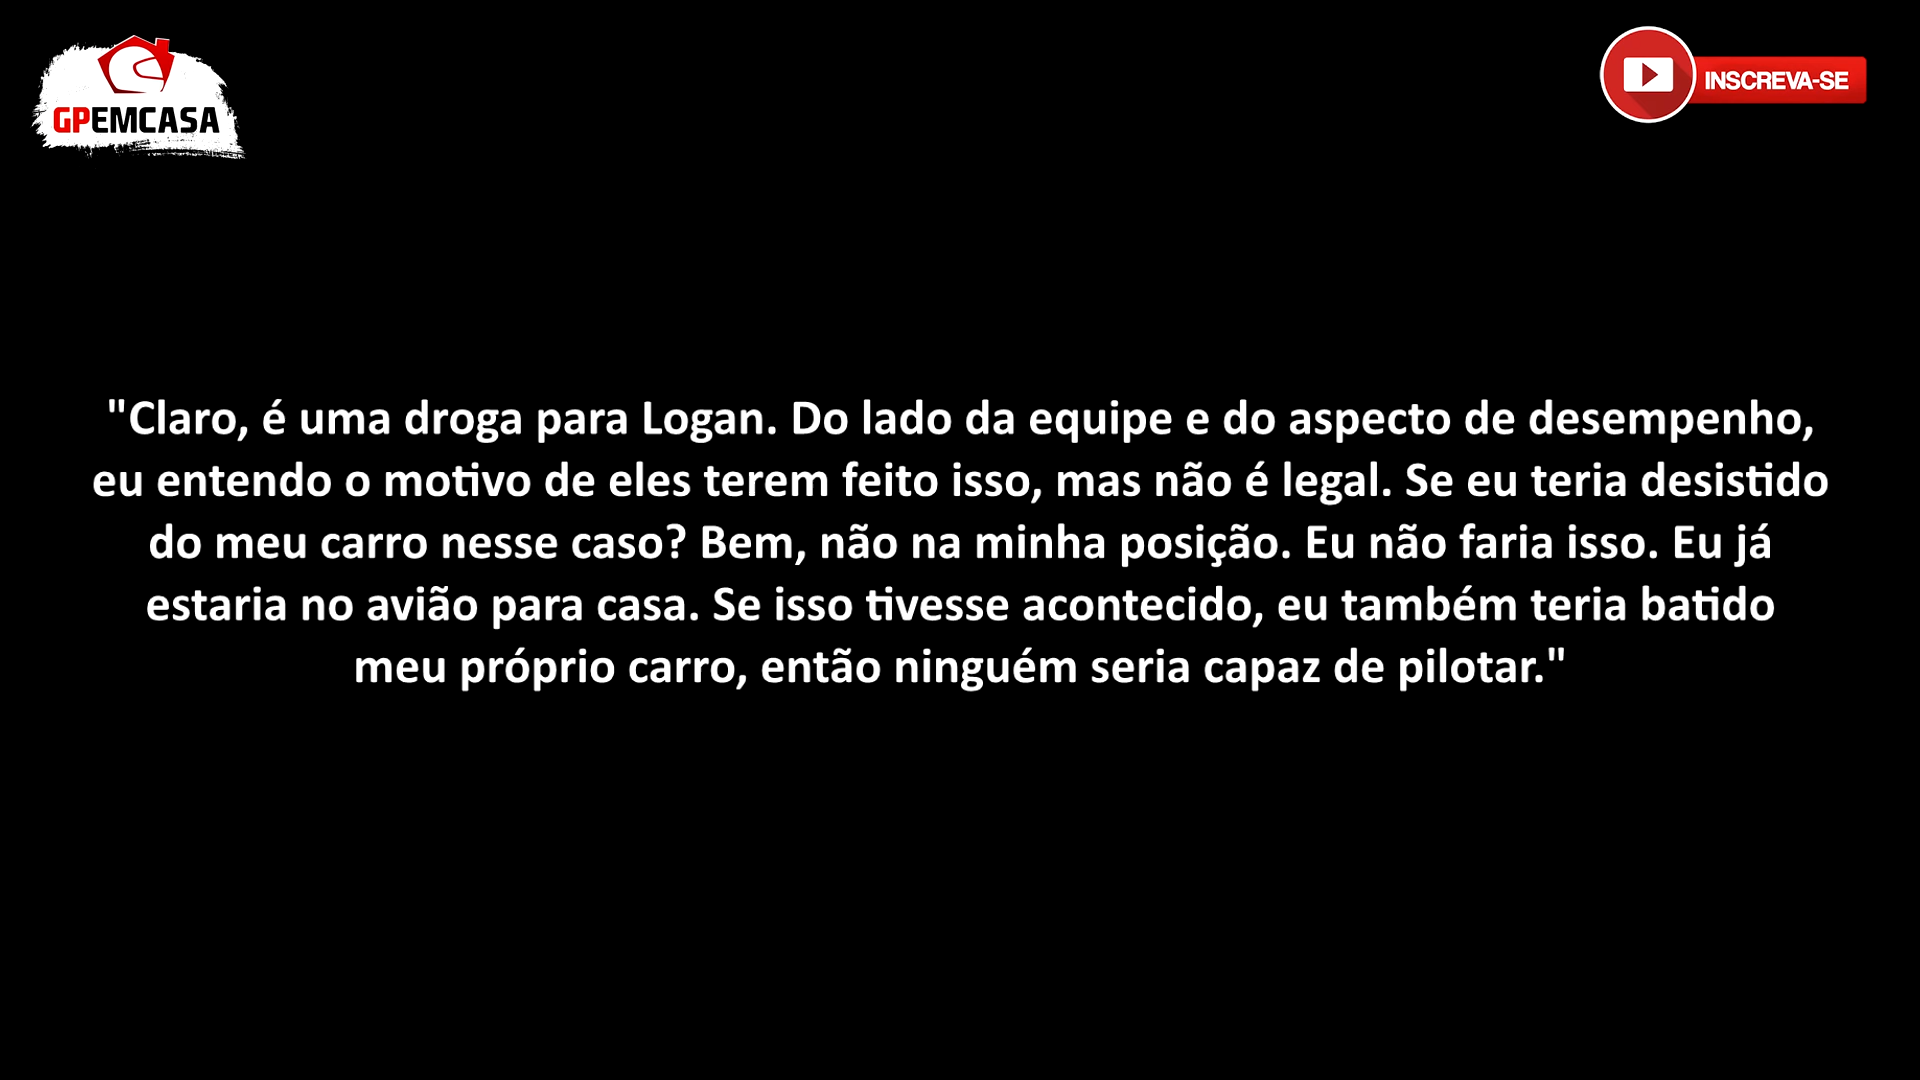 GPEMCASA
INSCREVA-SE
"Claro, é uma droga para Logan. Do lado da equipe e do aspecto de desempenho,
eu entendo o motivo de eles terem feito isso, mas não é legal. Se eu teria desistido
do meu carro nesse caso? Bem, não na minha posição. Eu não faria isso. Eu já
estaria no avião para casa. Se isso tivesse acontecido, eu também teria batido
meu próprio carro, então ninguém seria capaz de pilotar."